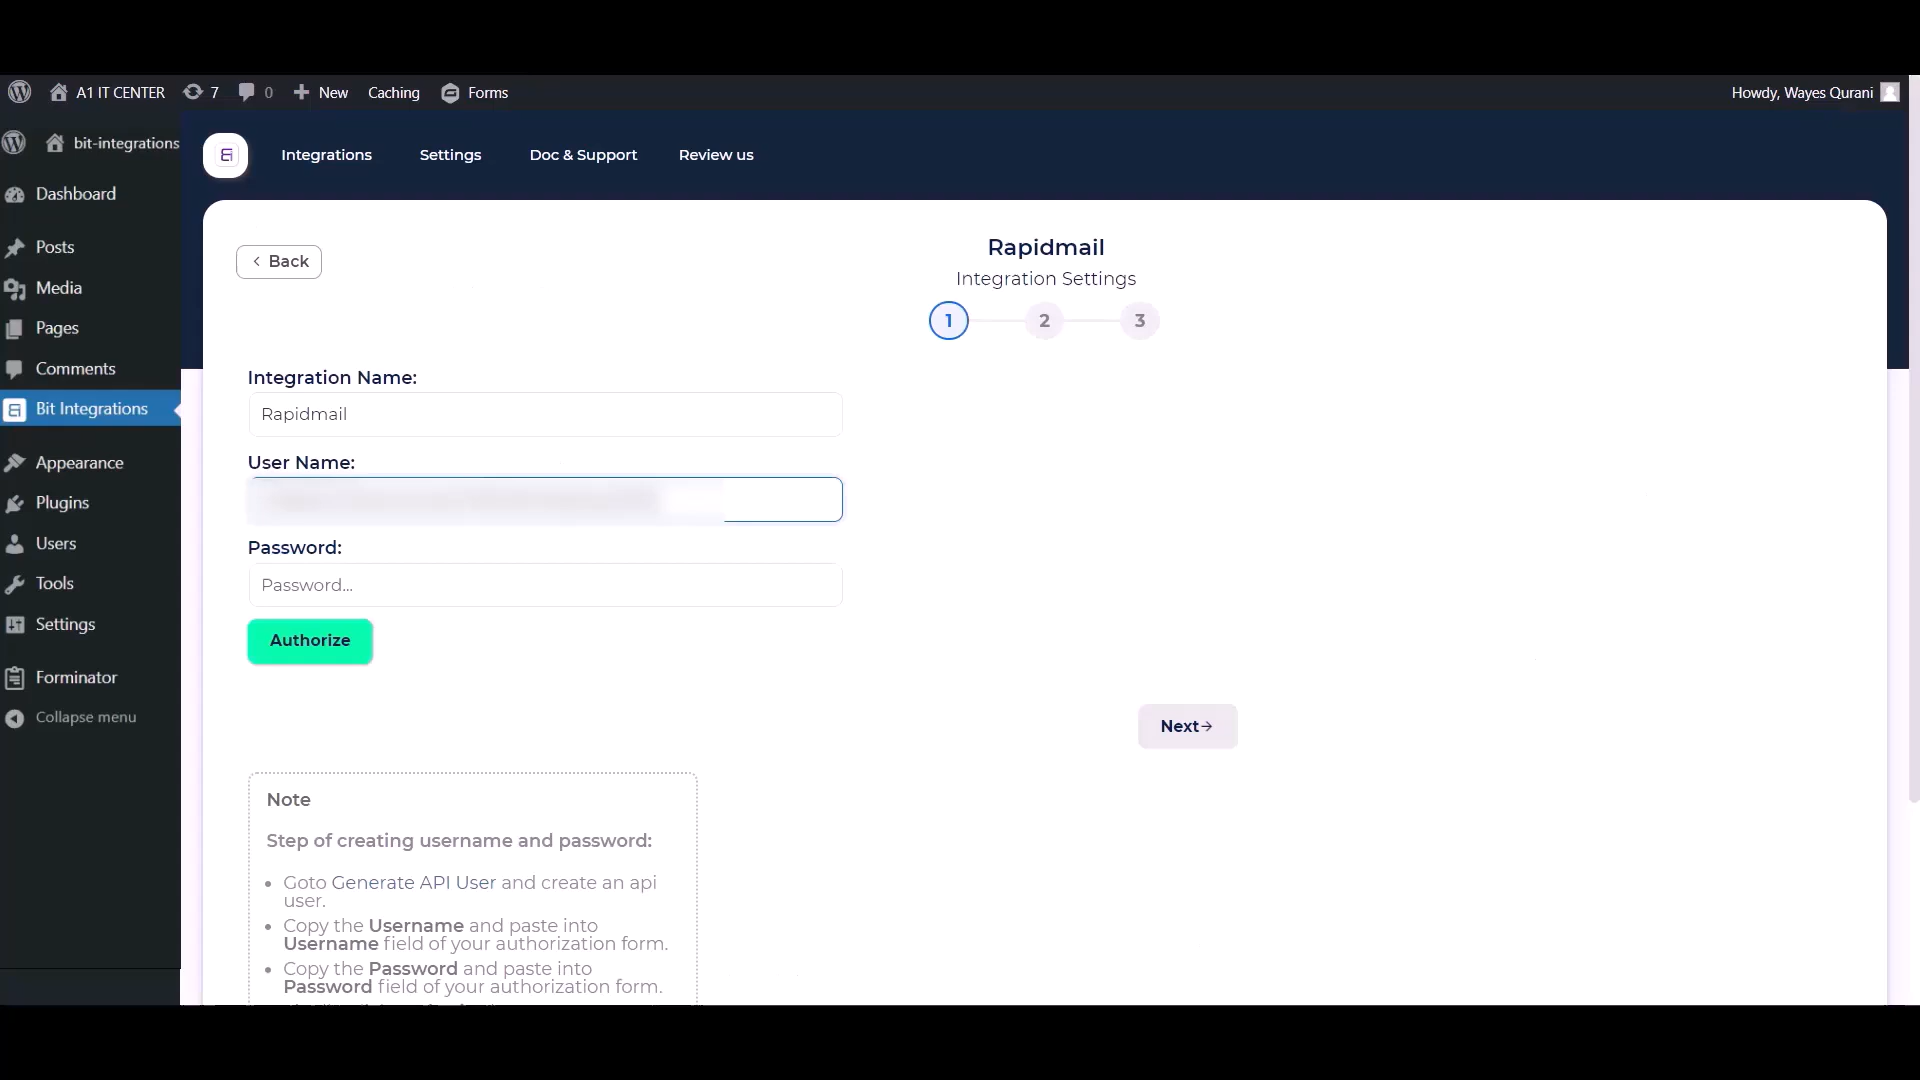 A1 IT CENTER 7 0 New Caching Forms Howdy, Wayes Qurani
bit-integrations
Integrations Settings Doc & Support Review us
Dashboard
Posts
Media
Pages
Comments
Bit Integrations
Appearance
Plugins
Users
Tools
Settings
Forminator
Collapse menu
Back
Rapidmail
Integration Settings
1 2 3
Integration Name:
Rapidmail
User Name:
Password:
Password...
Authorize
Next
Note
Step of creating username and password:
Goto Generate API User and create an api
user.
Copy the Username and paste into
Username field of your authorization form.
Copy the Password and paste into
Password field of your authorization form.